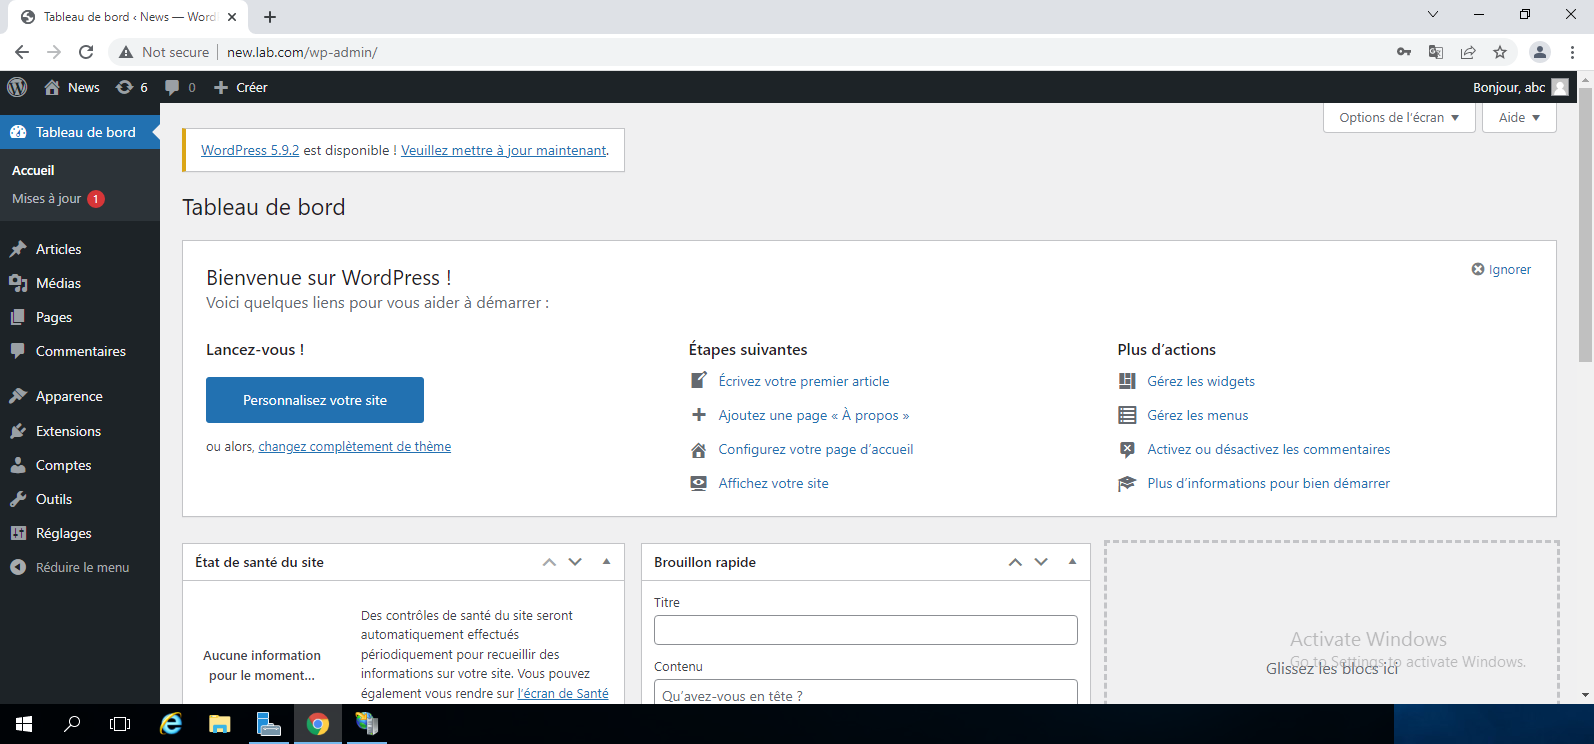 Tableau de bord ‹ News — Word
Not secure
new.lab.com/wp-admin/
News
6
0
Créer
Bonjour, abc
Tableau de bord
Accueil
Mises à jour 1
Articles
Médias
Pages
Commentaires
Apparence
Extensions
Comptes
Outils
Réglages
Réduire le menu
Options de l’écran
Aide
WordPress 5.9.2 est disponible ! Veuillez mettre à jour maintenant.
Tableau de bord
Bienvenue sur WordPress !
Ignorer
Voici quelques liens pour vous aider à démarrer :
Lancez-vous !
Personnalisez votre site
ou alors, changez complètement de thème
Étapes suivantes
Écrivez votre premier article
Ajoutez une page « À propos »
Configurez votre page d’accueil
Affichez votre site
Plus d’actions
Gérez les widgets
Gérez les menus
Activez ou désactivez les commentaires
Plus d’informations pour bien démarrer
État de santé du site
Aucune information
pour le moment…
Des contrôles de santé du site seront
automatiquement effectués
périodiquement pour recueillir des
informations sur votre site. Vous pouvez
également vous rendre sur l’écran de Santé
Brouillon rapide
Titre
Contenu
Qu’avez-vous en tête ?
Activate Windows
Go to Settings to activate Windows.
Glissez les blocs ici